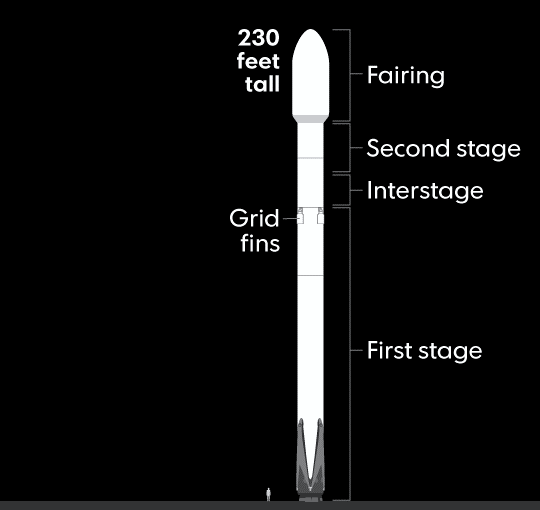 230
feet
tall
Fairing
Second stage
Interstage
Grid
fins
First stage